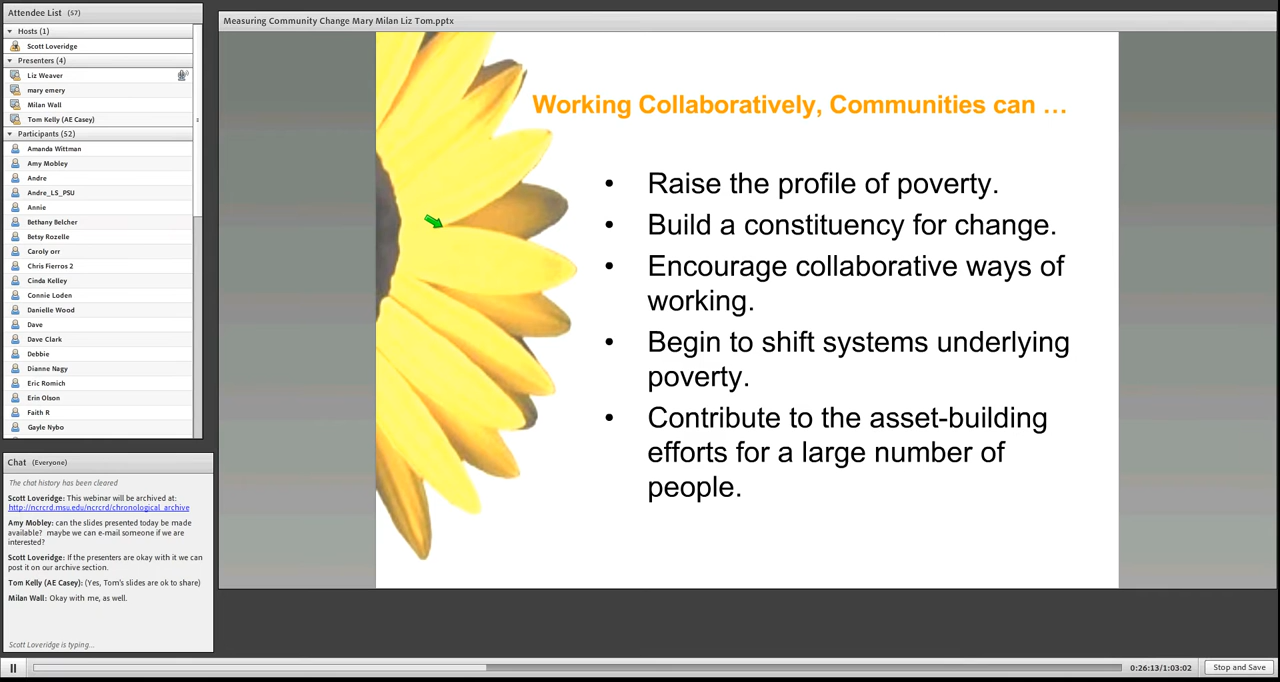 Attendee List (57)
Hosts (1)
Scott Loveridge
Presenters (4)
Liz Weaver
mary emery
Milan Wall
Tom Kelly (AE Casey)
Participants (52)
Amanda Wittman
Amy Mobley
Andre
Andre_LS_PSU
Annie
Bethany Belcher
Betsy Rozelle
Caroly orr
Chris Fierros 2
Cinda Kelley
Connie Loden
Danielle Wood
Dave
Dave Clark
Debbie
Dianne Nagy
Eric Romich
Erin Olson
Faith R
Gayle Nybo
Chat (Everyone)
The chat history has been cleared
Scott Loveridge: This webinar will be archived at:
http://ncrcrd.msu.edu/ncrcrd/chronological_archive
Amy Mobley: can the slides presented today be made
available? maybe we can e-mail someone if we are
interested?
Scott Loveridge: If the presenters are okay with it we can
post it on our archive section.
Tom Kelly (AE Casey): (Yes, Tom's slides are ok to share)
Milan Wall: Okay with me, as well.
Scott Loveridge is typing...
Measuring Community Change Mary Milan Liz Tom.pptx
Working Collaboratively, Communities can …
• Raise the profile of poverty.
• Build a constituency for change.
• Encourage collaborative ways of
working.
• Begin to shift systems underlying
poverty.
• Contribute to the asset-building
efforts for a large number of
people.
0:26:13/1:03:02
Stop and Save